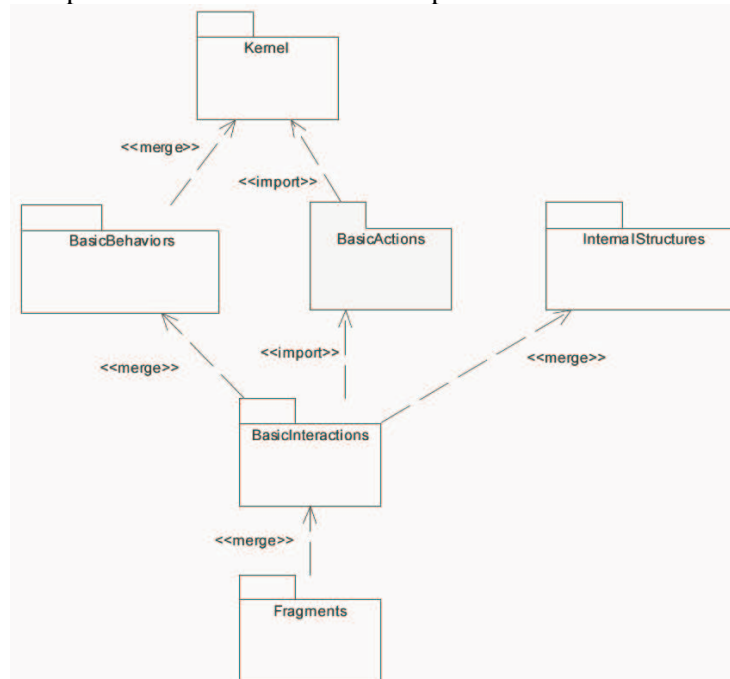 Kernel
<<merge>>
<<import>>
BasicBehaviors
BasicActions
InternalStructures
<<import>>
<<merge>>
<<merge>>
BasicInteractions
<<merge>>
Fragments